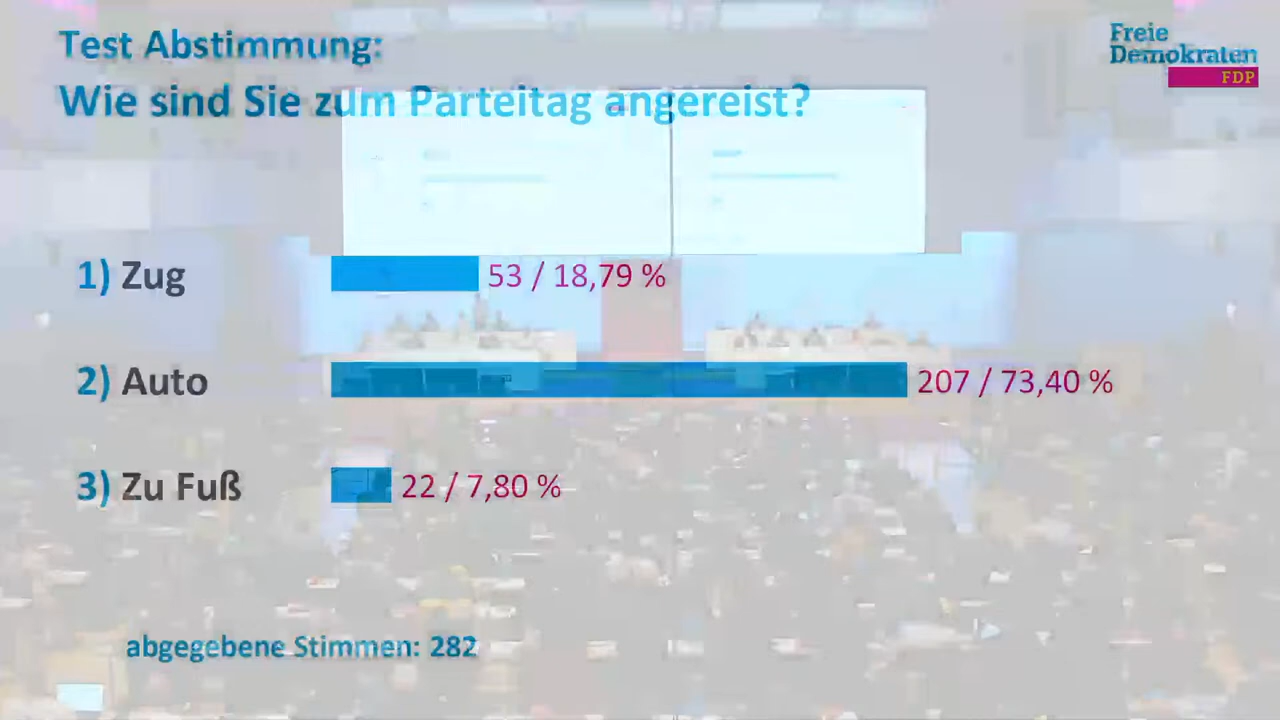 Test Abstimmung:
Wie sind Sie zum Parteitag angereist?
Freie
Demokraten
FDP
1) Zug 53 / 18,79 %
2) Auto 207 / 73,40 %
3) Zu Fuß 22 / 7,80 %
abgegebene Stimmen: 282